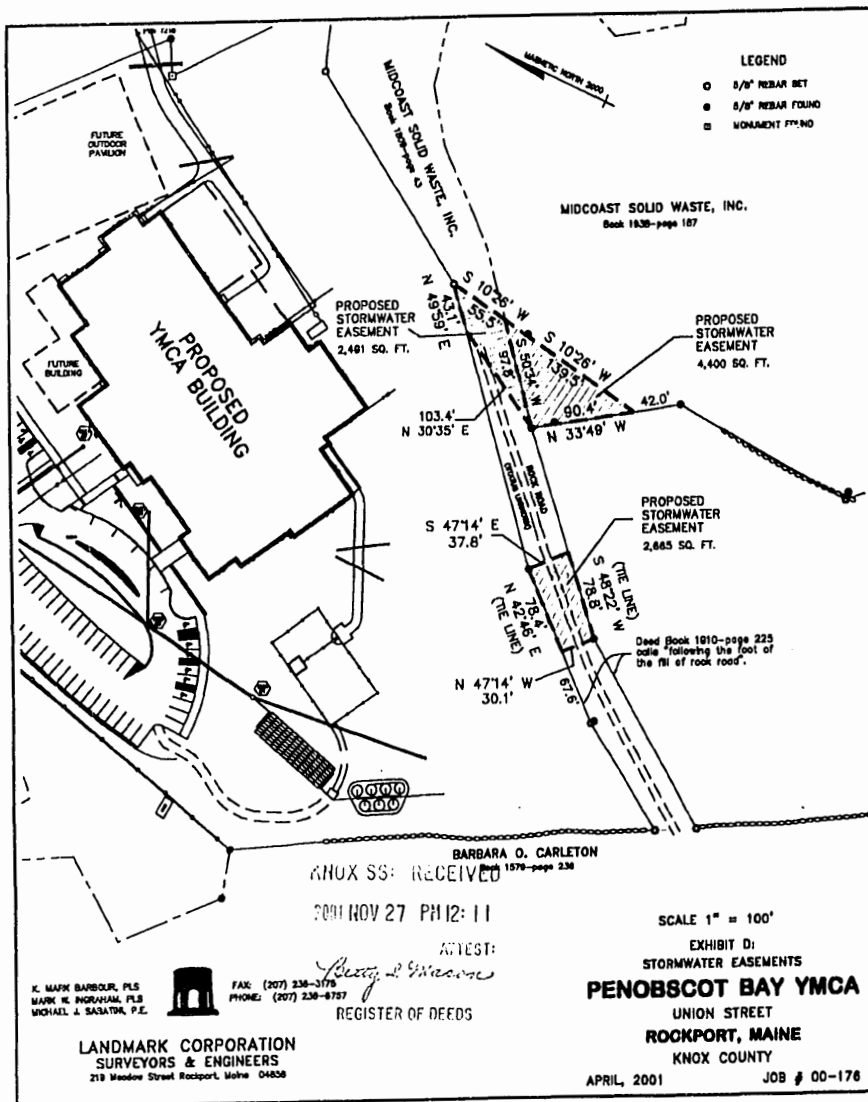 LEGEND
5/8" REBAR SET
5/8" REBAR FOUND
MONUMENT FOUND
MAGNETIC NORTH 2000
MIDCOAST SOLID WASTE, INC.
MIDCOAST SOLID WASTE, INC.
FUTURE
OUTDOOR
PAVILION
PROPOSED
YMCA BUILDING
FUTURE
BUILDING
PROPOSED
STORMWATER
EASEMENT
2,491 SQ. FT.
43.1'
N 49°59' E
S 10°26' W
55.5'
S 50°34' W
97.8'
S 10°26' W
139.5'
PROPOSED
STORMWATER
EASEMENT
4,400 SQ. FT.
90.4'
42.0'
N 33°49' W
103.4'
N 30°35' E
ROCK ROAD
PROPOSED
STORMWATER
EASEMENT
2,665 SQ. FT.
S 47°14' E
37.8'
78.4'
N 42°46' E
(TIE LINE)
(TIE LINE)
S 48°22' W
78.8'
Deed Book 1910-page 225
calls "following the foot of
the fill of rock road".
N 47°14' W
30.1'
67.6'
BARBARA O. CARLETON
KNOX SS: RECEIVED
2001 NOV 27 PM 12: 11
ATTEST:
Betty L Mason
REGISTER OF DEEDS
SCALE 1" = 100'
EXHIBIT D:
STORMWATER EASEMENTS
PENOBSCOT BAY YMCA
UNION STREET
ROCKPORT, MAINE
KNOX COUNTY
APRIL, 2001 JOB # 00-176
K. MARK BARBOUR, PLS
MARK W. INGRAHAM, PLS
MICHAEL J. SABATINI, P.E.
FAX: (207) 236-3175
PHONE: (207) 236-6757
LANDMARK CORPORATION
SURVEYORS & ENGINEERS
219 Meadow Street Rockport, Maine 04856